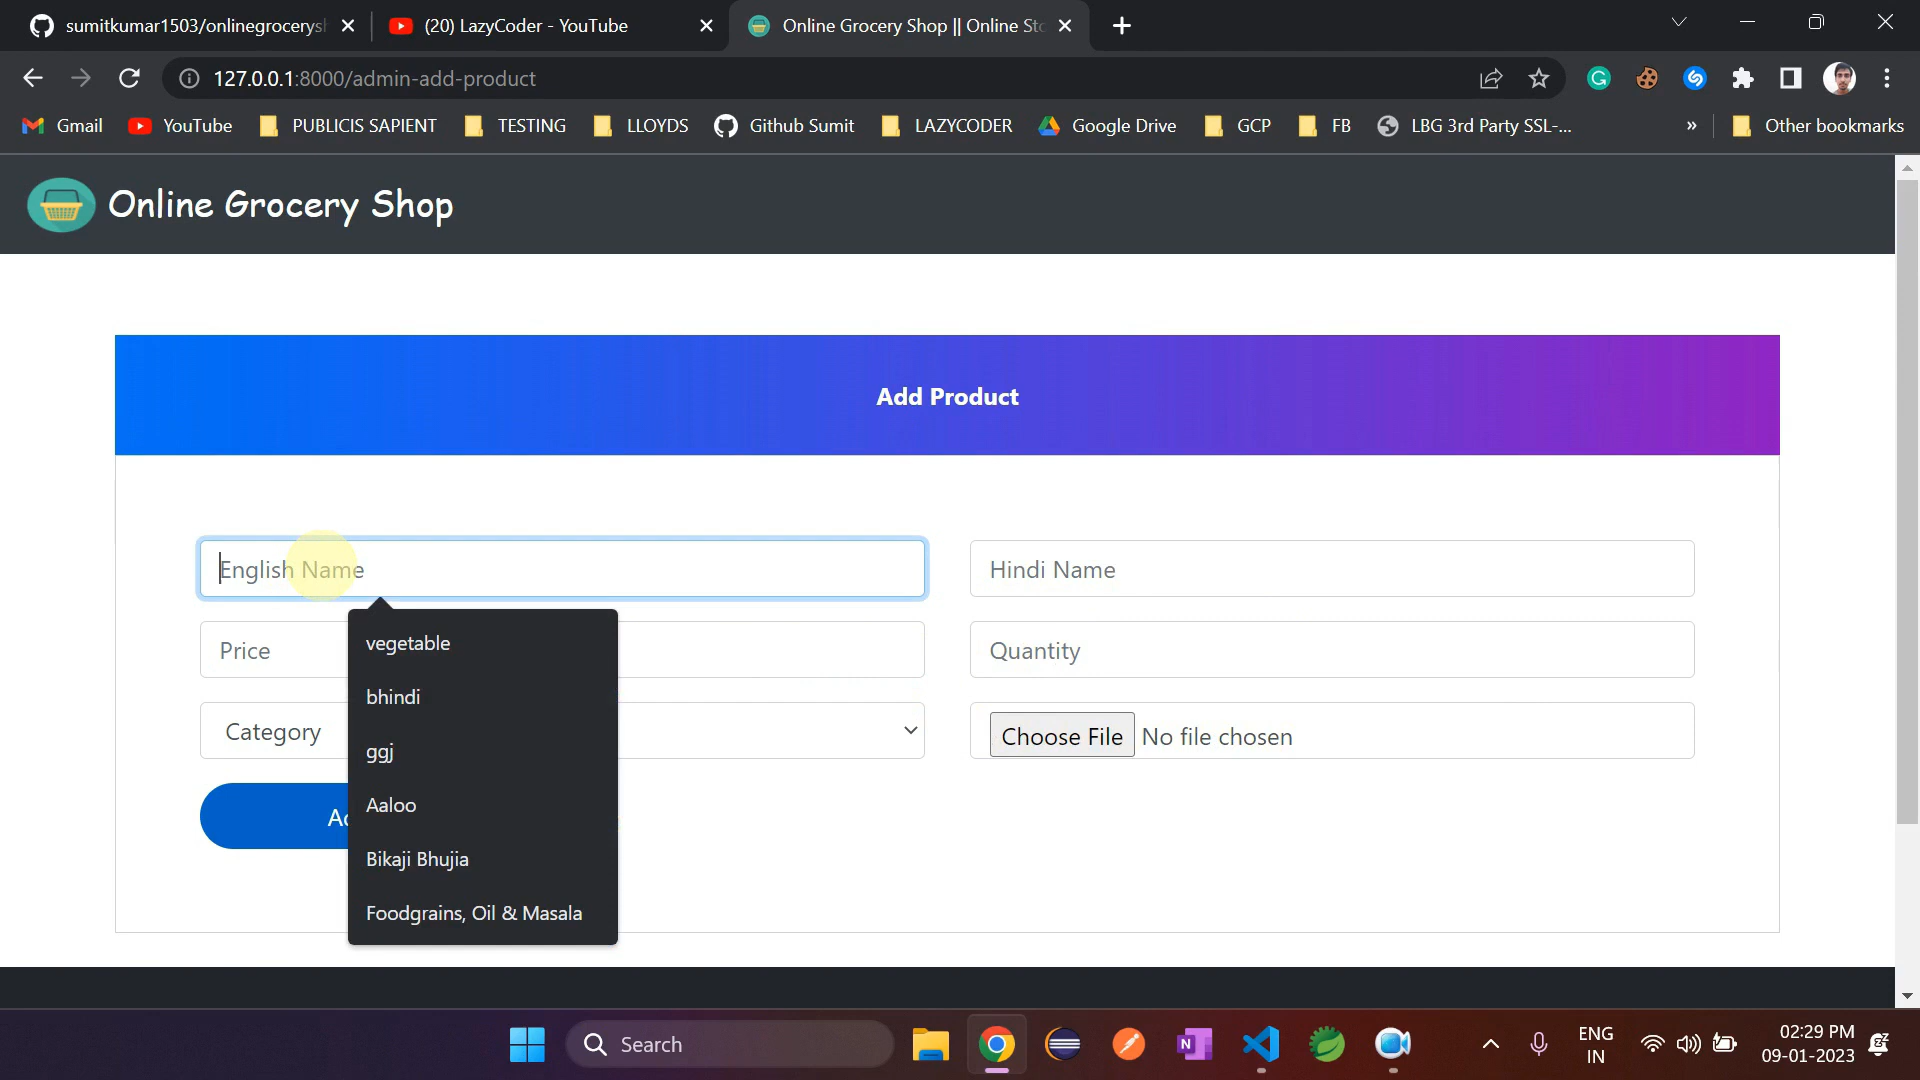 sumitkumar1503/onlinegrocerysh
(20) LazyCoder - YouTube
Online Grocery Shop || Online Sto
127.0.0.1:8000/admin-add-product
Gmail
YouTube
PUBLICIS SAPIENT
TESTING
LLOYDS
Github Sumit
LAZYCODER
Google Drive
GCP
FB
LBG 3rd Party SSL-...
»
Other bookmarks
Online Grocery Shop
Add Product
English Name
Hindi Name
vegetable
Price
Quantity
bhindi
Category
Choose File No file chosen
ggj
Aaloo
Ad
Bikaji Bhujia
Foodgrains, Oil & Masala
Search
ENG
IN
02:29 PM
09-01-2023